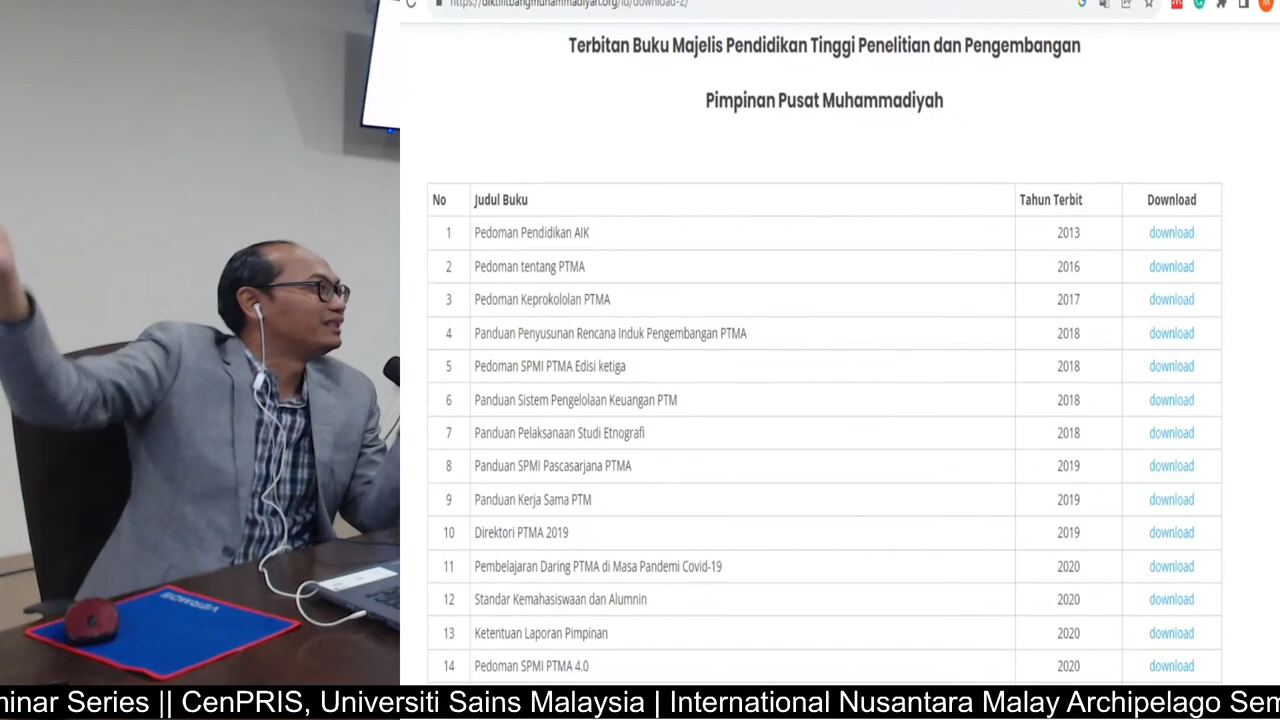 https://diktilitbangmuhammadiyah.org/id/download-2/
Terbitan Buku Majelis Pendidikan Tinggi Penelitian dan Pengembangan
Pimpinan Pusat Muhammadiyah
No Judul Buku Tahun Terbit Download
1 Pedoman Pendidikan AIK 2013 download
2 Pedoman tentang PTMA 2016 download
3 Pedoman Keprokololan PTMA 2017 download
4 Panduan Penyusunan Rencana Induk Pengembangan PTMA 2018 download
5 Pedoman SPMI PTMA Edisi ketiga 2018 download
6 Panduan Sistem Pengelolaan Keuangan PTM 2018 download
7 Panduan Pelaksanaan Studi Etnografi 2018 download
8 Panduan SPMI Pascasarjana PTMA 2019 download
9 Panduan Kerja Sama PTM 2019 download
10 Direktori PTMA 2019 2019 download
11 Pembelajaran Daring PTMA di Masa Pandemi Covid-19 2020 download
12 Standar Kemahasiswaan dan Alumnin 2020 download
13 Ketentuan Laporan Pimpinan 2020 download
14 Pedoman SPMI PTMA 4.0 2020 download
ninar Series || CenPRIS, Universiti Sains Malaysia | International Nusantara Malay Archipelago Sem